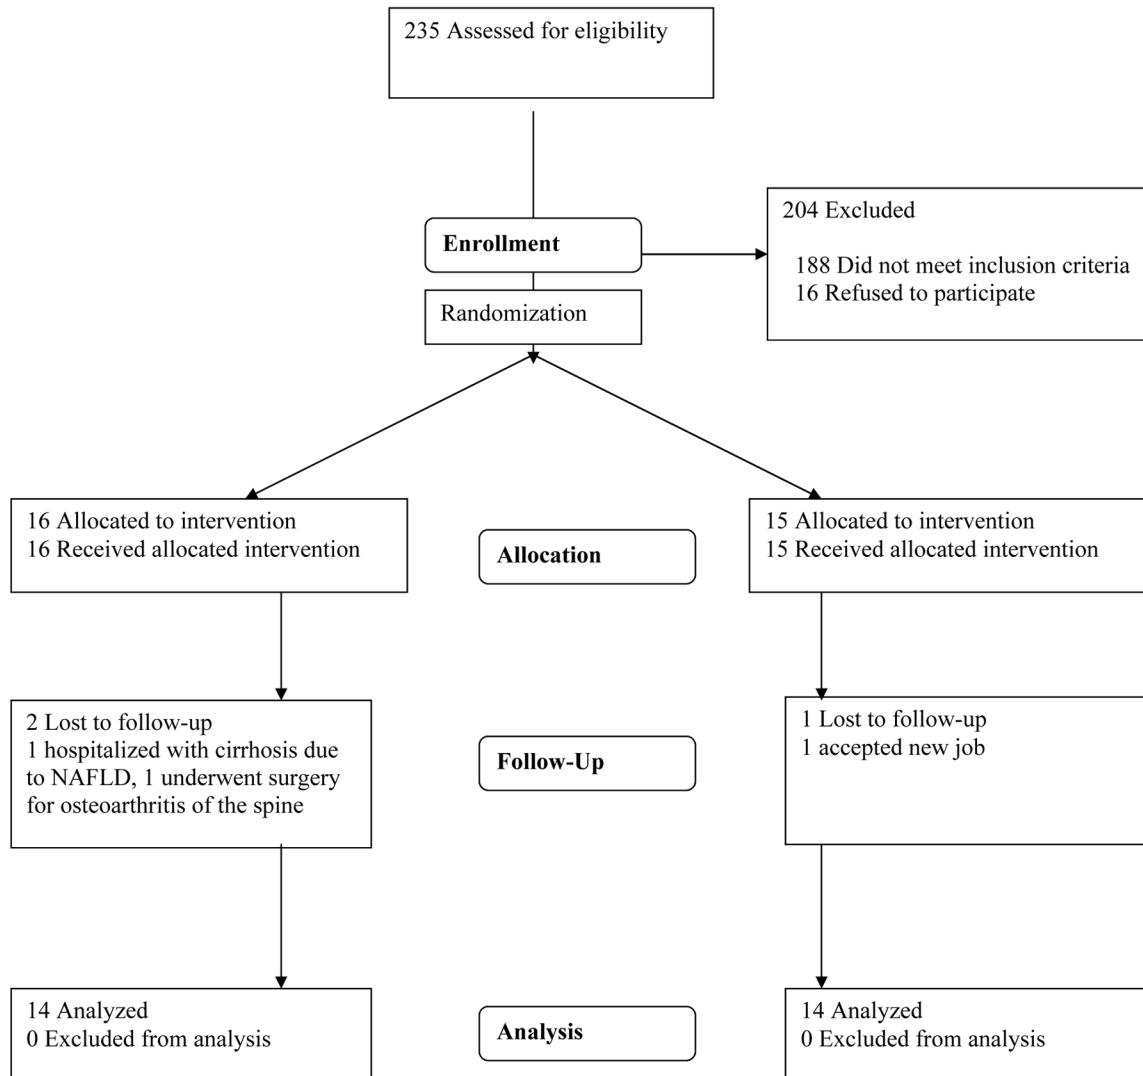 235 Assessed for eligibility
204 Excluded
188 Did not meet inclusion criteria
16 Refused to participate
Enrollment
Randomization
16 Allocated to intervention
16 Received allocated intervention
Allocation
15 Allocated to intervention
15 Received allocated intervention
2 Lost to follow-up
1 hospitalized with cirrhosis due
to NAFLD, 1 underwent surgery
for osteoarthritis of the spine
Follow-Up
1 Lost to follow-up
1 accepted new job
14 Analyzed
0 Excluded from analysis
Analysis
14 Analyzed
0 Excluded from analysis